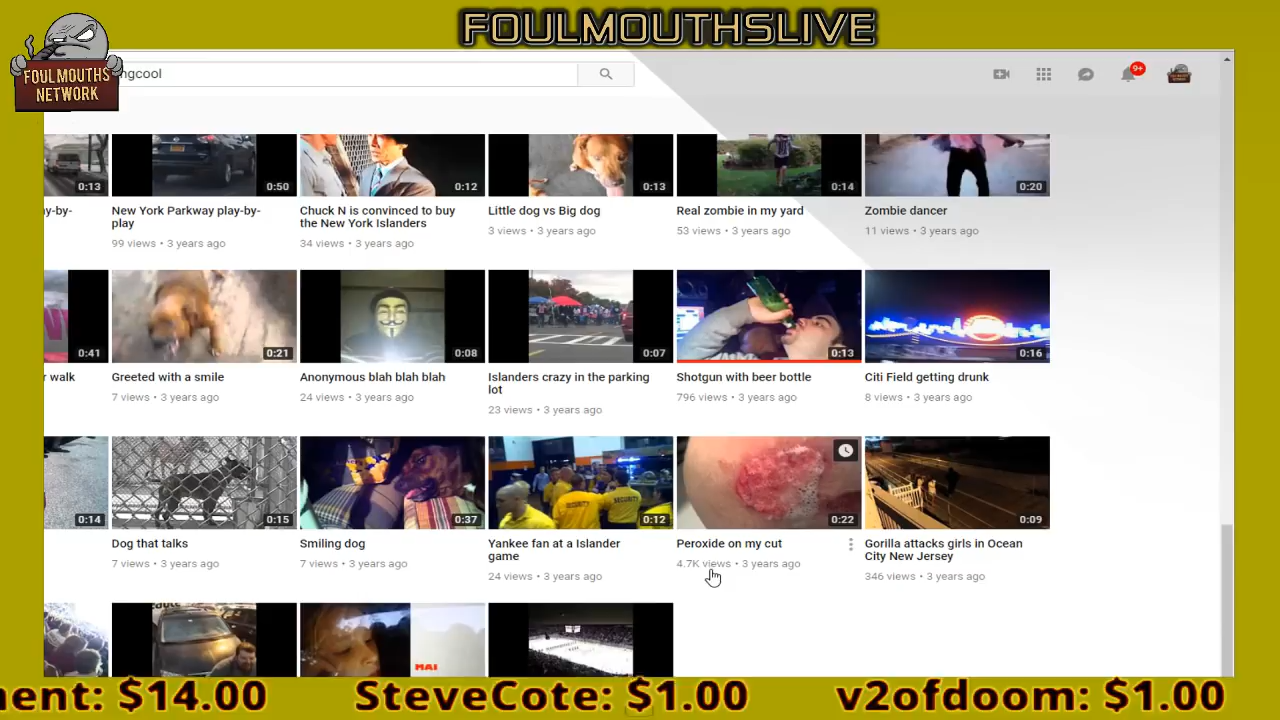 FOULMOUTHSLIVE
FOULMOUTHS
NETWORK
ngcool
9+
0:13
0:50
0:12
0:13
0:14
0:20
ay-by-
New York Parkway play-by-
play
99 views • 3 years ago
Chuck N is convinced to buy
the New York Islanders
34 views • 3 years ago
Little dog vs Big dog
3 views • 3 years ago
Real zombie in my yard
53 views • 3 years ago
Zombie dancer
11 views • 3 years ago
0:41
0:21
0:08
0:07
0:13
0:16
r walk
Greeted with a smile
7 views • 3 years ago
Anonymous blah blah blah
24 views • 3 years ago
Islanders crazy in the parking
lot
23 views • 3 years ago
Shotgun with beer bottle
796 views • 3 years ago
Citi Field getting drunk
8 views • 3 years ago
SECURITY
0:14
0:15
0:37
0:12
0:22
0:09
Dog that talks
7 views • 3 years ago
Smiling dog
7 views • 3 years ago
Yankee fan at a Islander
game
24 views • 3 years ago
Peroxide on my cut
4.7K views • 3 years ago
Gorilla attacks girls in Ocean
City New Jersey
346 views • 3 years ago
MAI
ment: $14.00 SteveCote: $1.00 v2ofdoom: $1.00